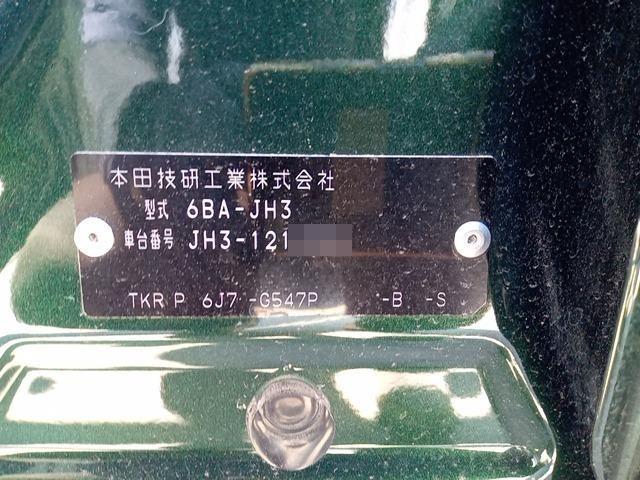 本田技研工業株式会社
型式 6BA-JH3
車台番号 JH3-121
TKR P 6J7 -G547P -B -S